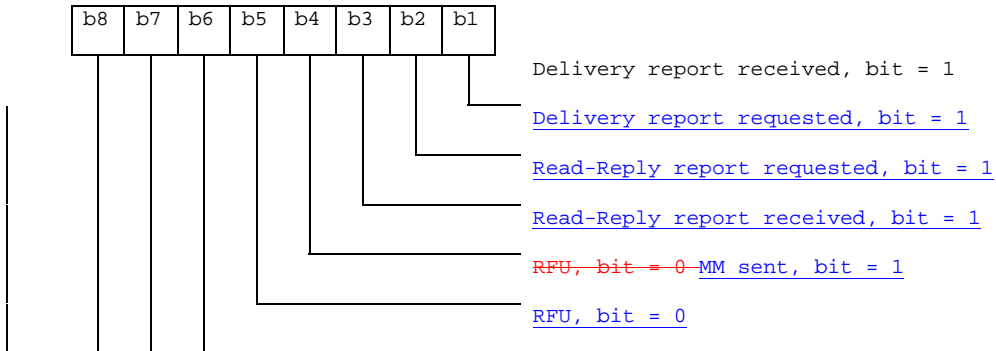 b8 b7 b6 b5 b4 b3 b2 b1
Delivery report received, bit = 1
Delivery report requested, bit = 1
Read-Reply report requested, bit = 1
Read-Reply report received, bit = 1
RFU, bit = 0 MM sent, bit = 1
RFU, bit = 0